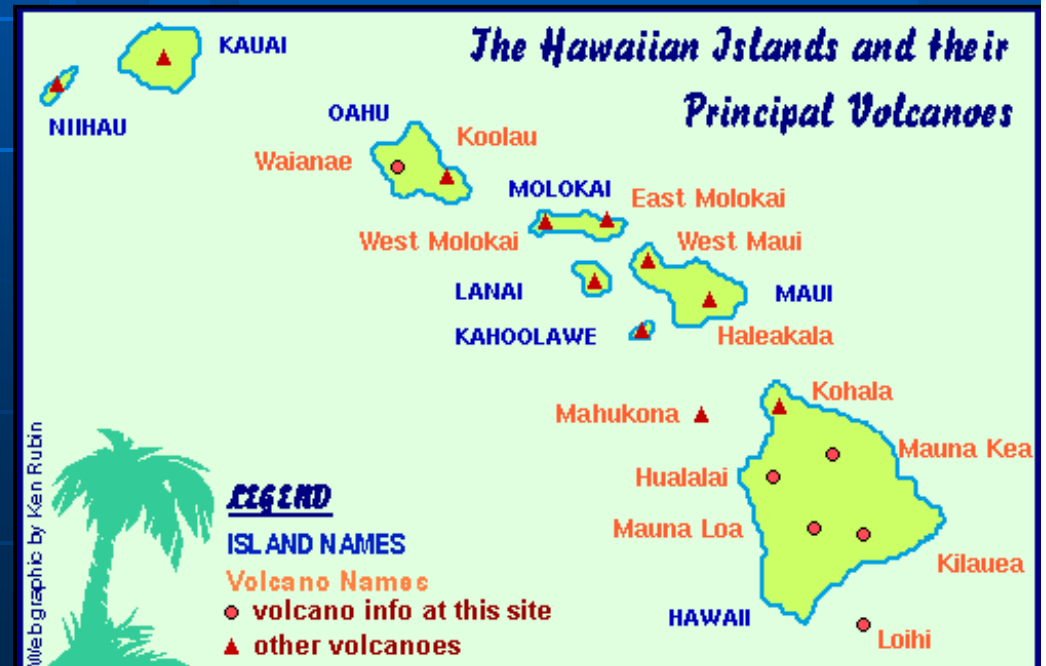 The Hawaiian Islands and their
Principal Volcanoes
KAUAI
NIIHAU
OAHU
Koolau
Waianae
MOLOKAI
East Molokai
West Molokai
West Maui
LANAI
MAUI
KAHOOLAWE
Haleakala
Kohala
Mahukona
Mauna Kea
Hualalai
Mauna Loa
Kilauea
HAWAII
Loihi
LEGEND
ISLAND NAMES
Volcano Names
volcano info at this site
other volcanoes
Webgraphic by Ken Rubin